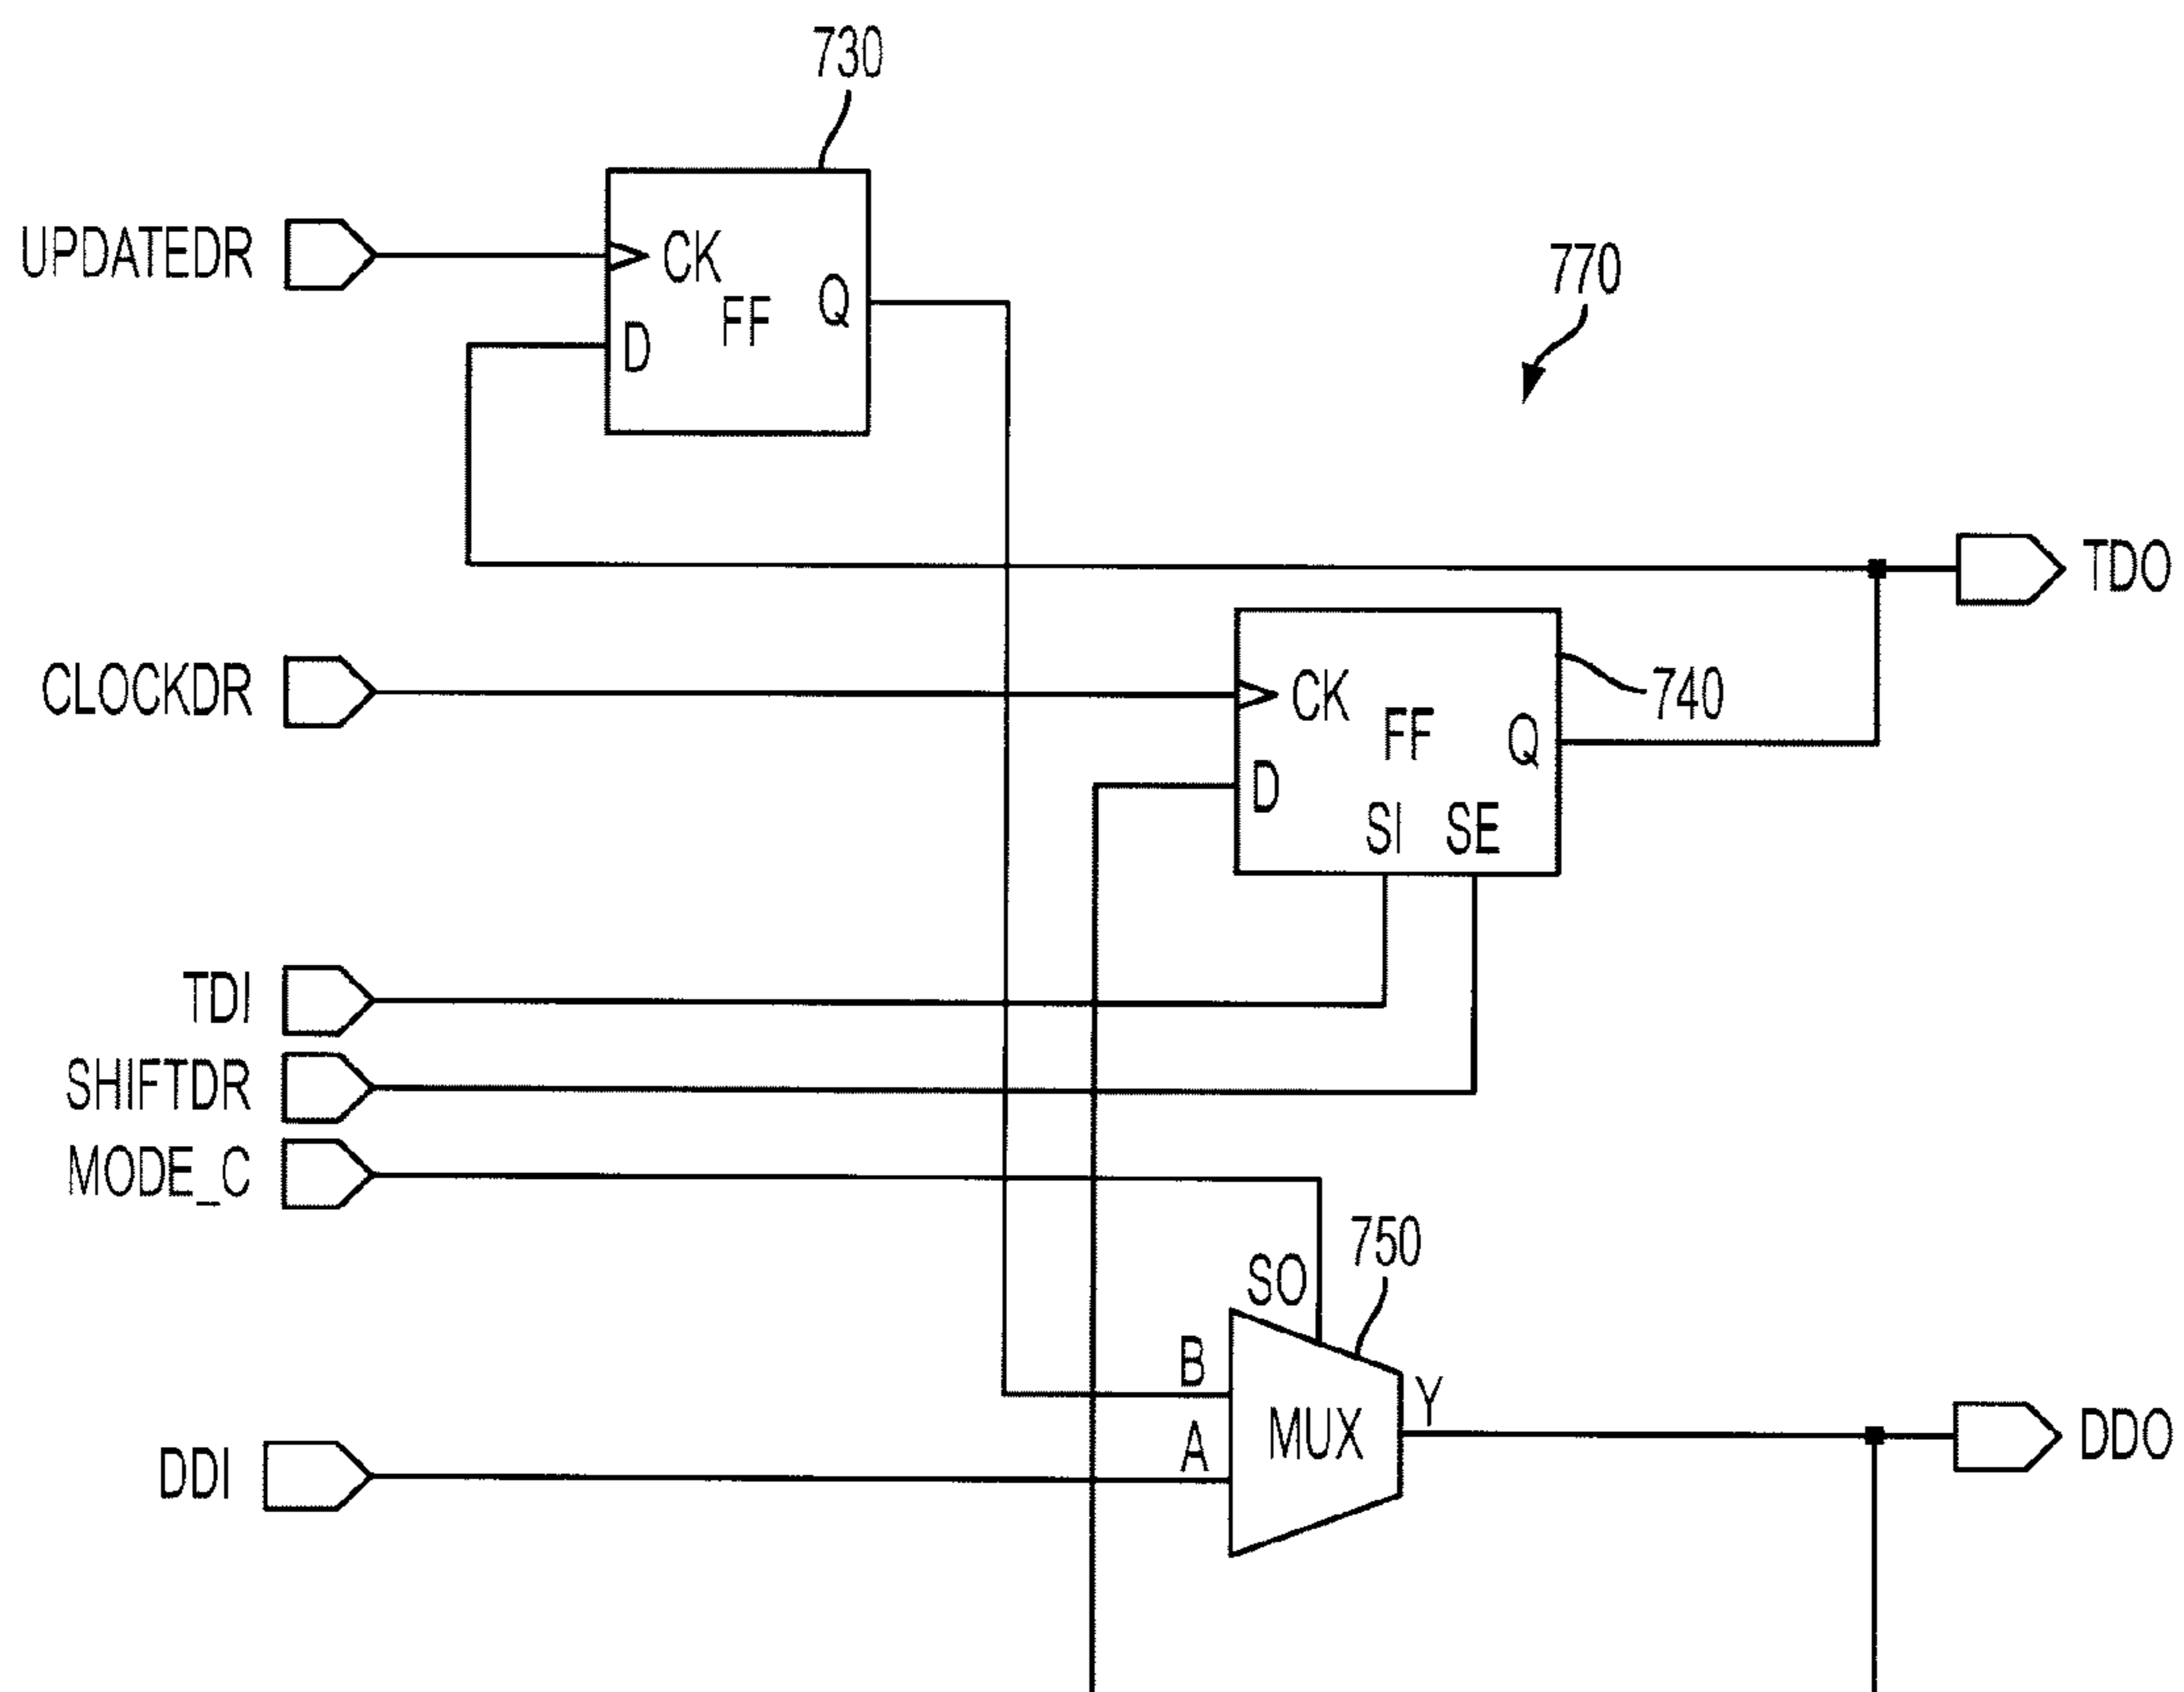 730
UPDATEDR
CK
Q
FF
D
770
TDO
CLOCKDR
CK
740
FF
Q
D
SI SE
TDI
SHIFTDR
MODE_C
750
SO
B
Y
A
MUX
DDI
DDO